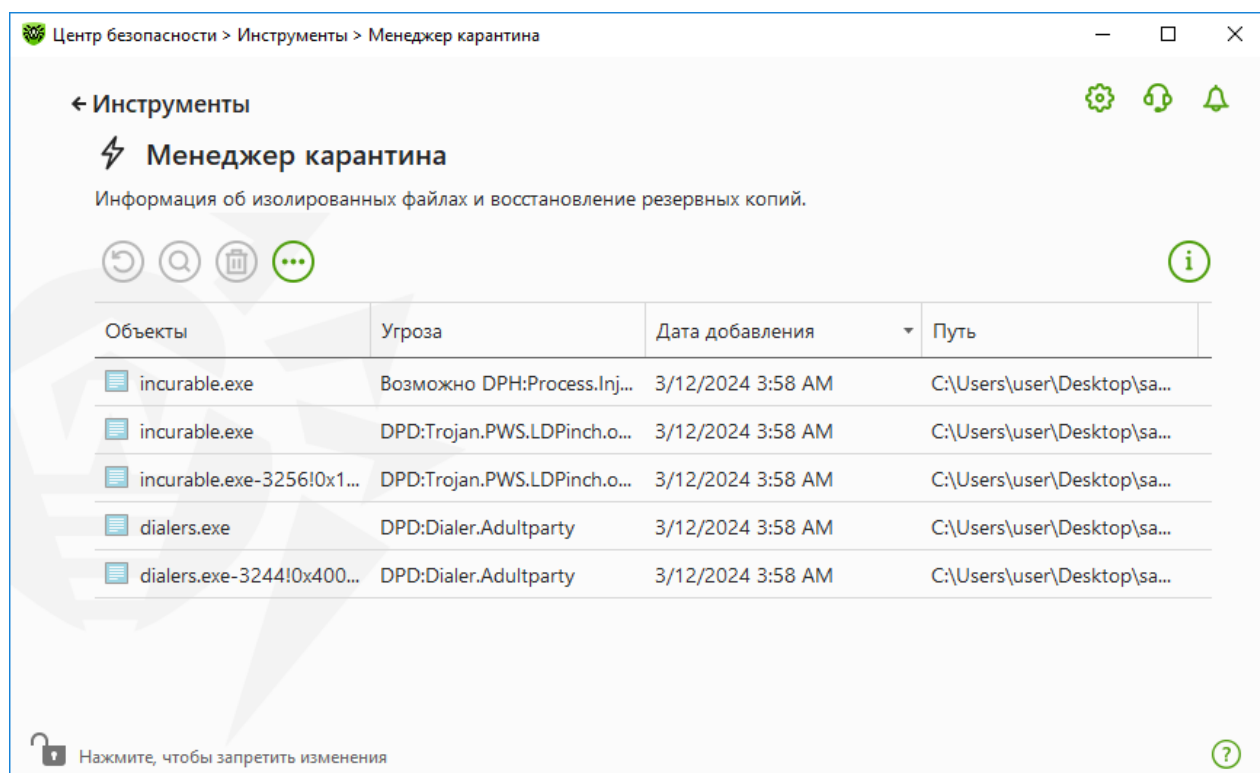 Центр безопасности > Инструменты > Менеджер карантина
Инструменты
Менеджер карантина
Информация об изолированных файлах и восстановление резервных копий.
Объекты Угроза Дата добавления Путь
incurable.exe Возможно DPH:Process.Inj... 3/12/2024 3:58 AM C:\Users\user\Desktop\sa...
incurable.exe DPD:Trojan.PWS.LDPinch.o... 3/12/2024 3:58 AM C:\Users\user\Desktop\sa...
incurable.exe-3256!0x1... DPD:Trojan.PWS.LDPinch.o... 3/12/2024 3:58 AM C:\Users\user\Desktop\sa...
dialers.exe DPD:Dialer.Adultparty 3/12/2024 3:58 AM C:\Users\user\Desktop\sa...
dialers.exe-3244!0x400... DPD:Dialer.Adultparty 3/12/2024 3:58 AM C:\Users\user\Desktop\sa...
Нажмите, чтобы запретить изменения